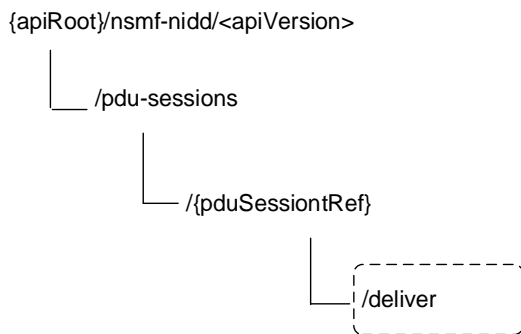 {apiRoot}/nsmf-nidd/<apiVersion>
/pdu-sessions
/{pduSessiontRef}
/deliver